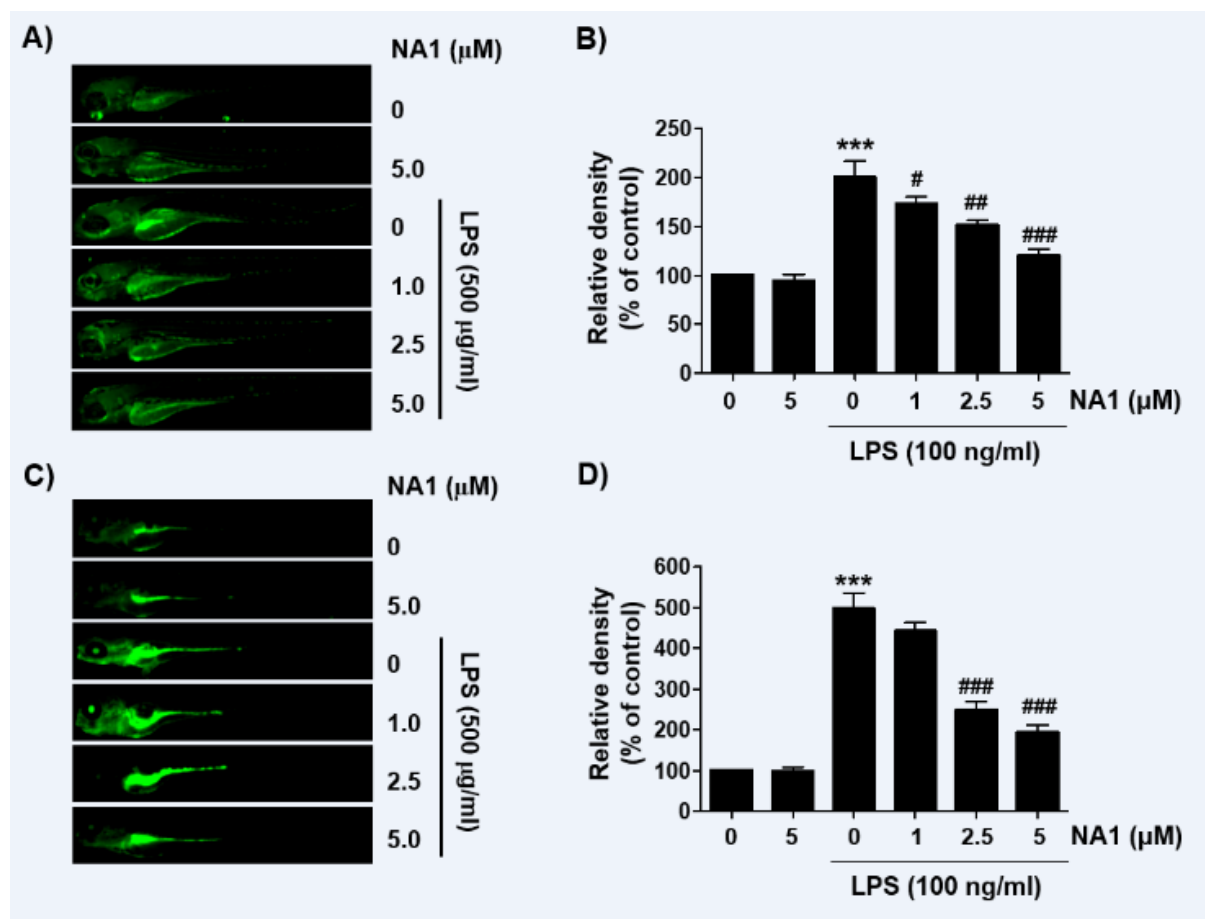 A)
NA1 (μM)
0
5.0
0
1.0
2.5
5.0
LPS (500 μg/ml)
B)
Relative density
(% of control)
250
200
150
100
50
0
***
#
##
###
0 5 0 1 2.5 5 NA1 (μM)
LPS (100 ng/ml)
C)
NA1 (μM)
0
5.0
0
1.0
2.5
5.0
LPS (500 μg/ml)
D)
Relative density
(% of control)
600
500
400
300
200
100
0
***
###
###
0 5 0 1 2.5 5 NA1 (μM)
LPS (100 ng/ml)